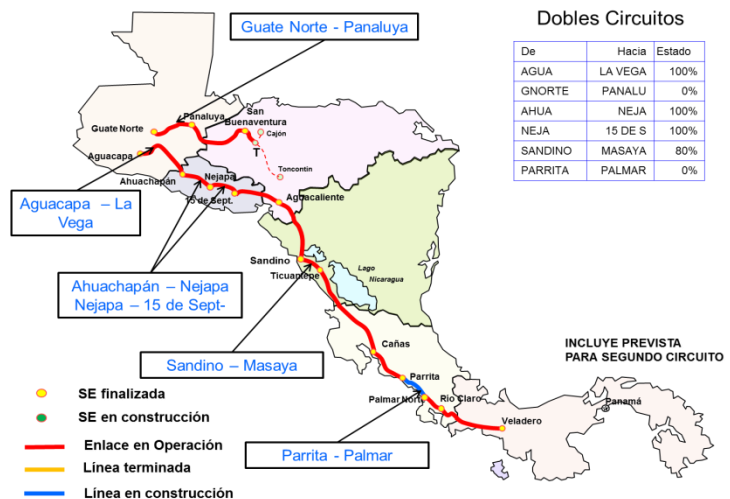 Guate Norte - Panaluya
Dobles Circuitos
De Hacia Estado
AGUA LA VEGA 100%
GNORTE PANALU 0%
AHUA NEJA 100%
NEJA 15 DE S 100%
SANDINO MASAYA 80%
PARRITA PALMAR 0%
San
Buenaventura
Panaluya
Guate Norte
Cajón
T
Aguacapa
Toncontín
Ahuachapán
Nejapa
15 de Sept.
Aguacaliente
Aguacapa – La
Vega
Sandino
Ticuantepe
Lago
Nicaragua
Ahuachapán – Nejapa
Nejapa – 15 de Sept-
Cañas
INCLUYE PREVISTA
PARA SEGUNDO CIRCUITO
Sandino – Masaya
Parrita
Palmar Norte
Rio Claro
Panamá
Veladero
SE finalizada
SE en construcción
Enlace en Operación
Línea terminada
Línea en construcción
Parrita - Palmar